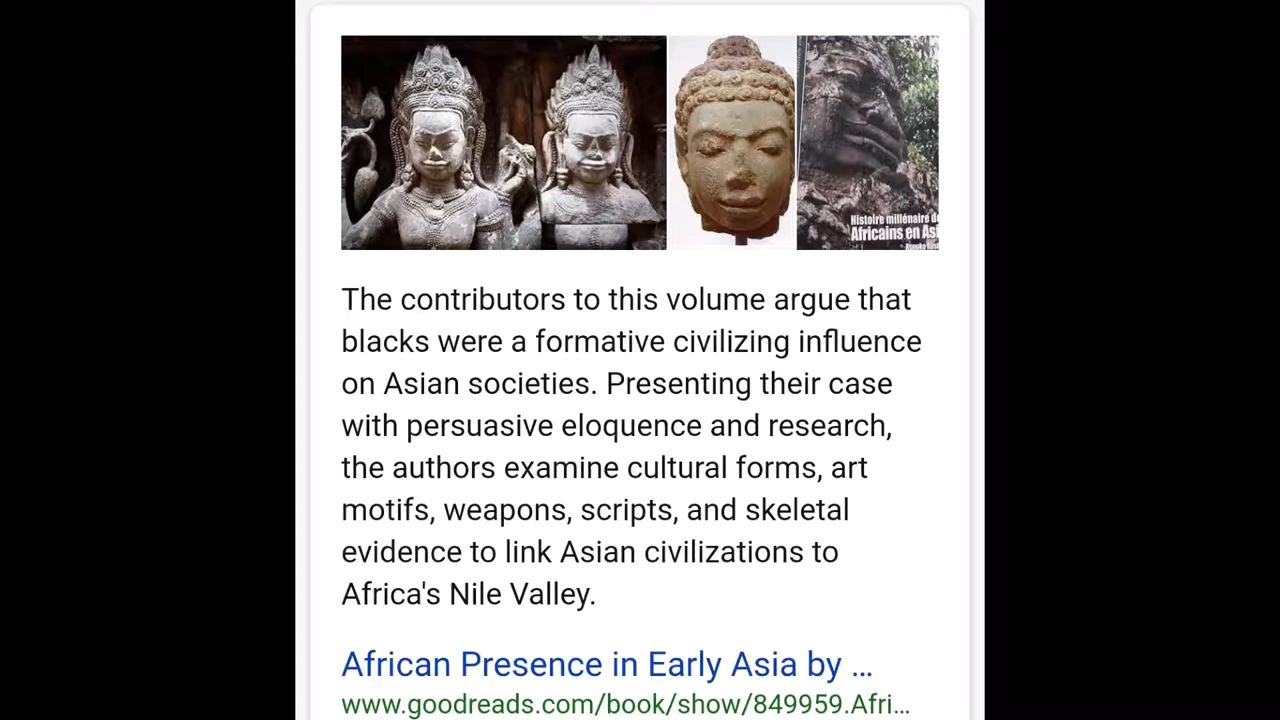 Histoire millénaire d
Africains en Asi
The contributors to this volume argue that
blacks were a formative civilizing influence
on Asian societies. Presenting their case
with persuasive eloquence and research,
the authors examine cultural forms, art
motifs, weapons, scripts, and skeletal
evidence to link Asian civilizations to
Africa's Nile Valley.
African Presence in Early Asia by ...
www.goodreads.com/book/show/849959.Afri...